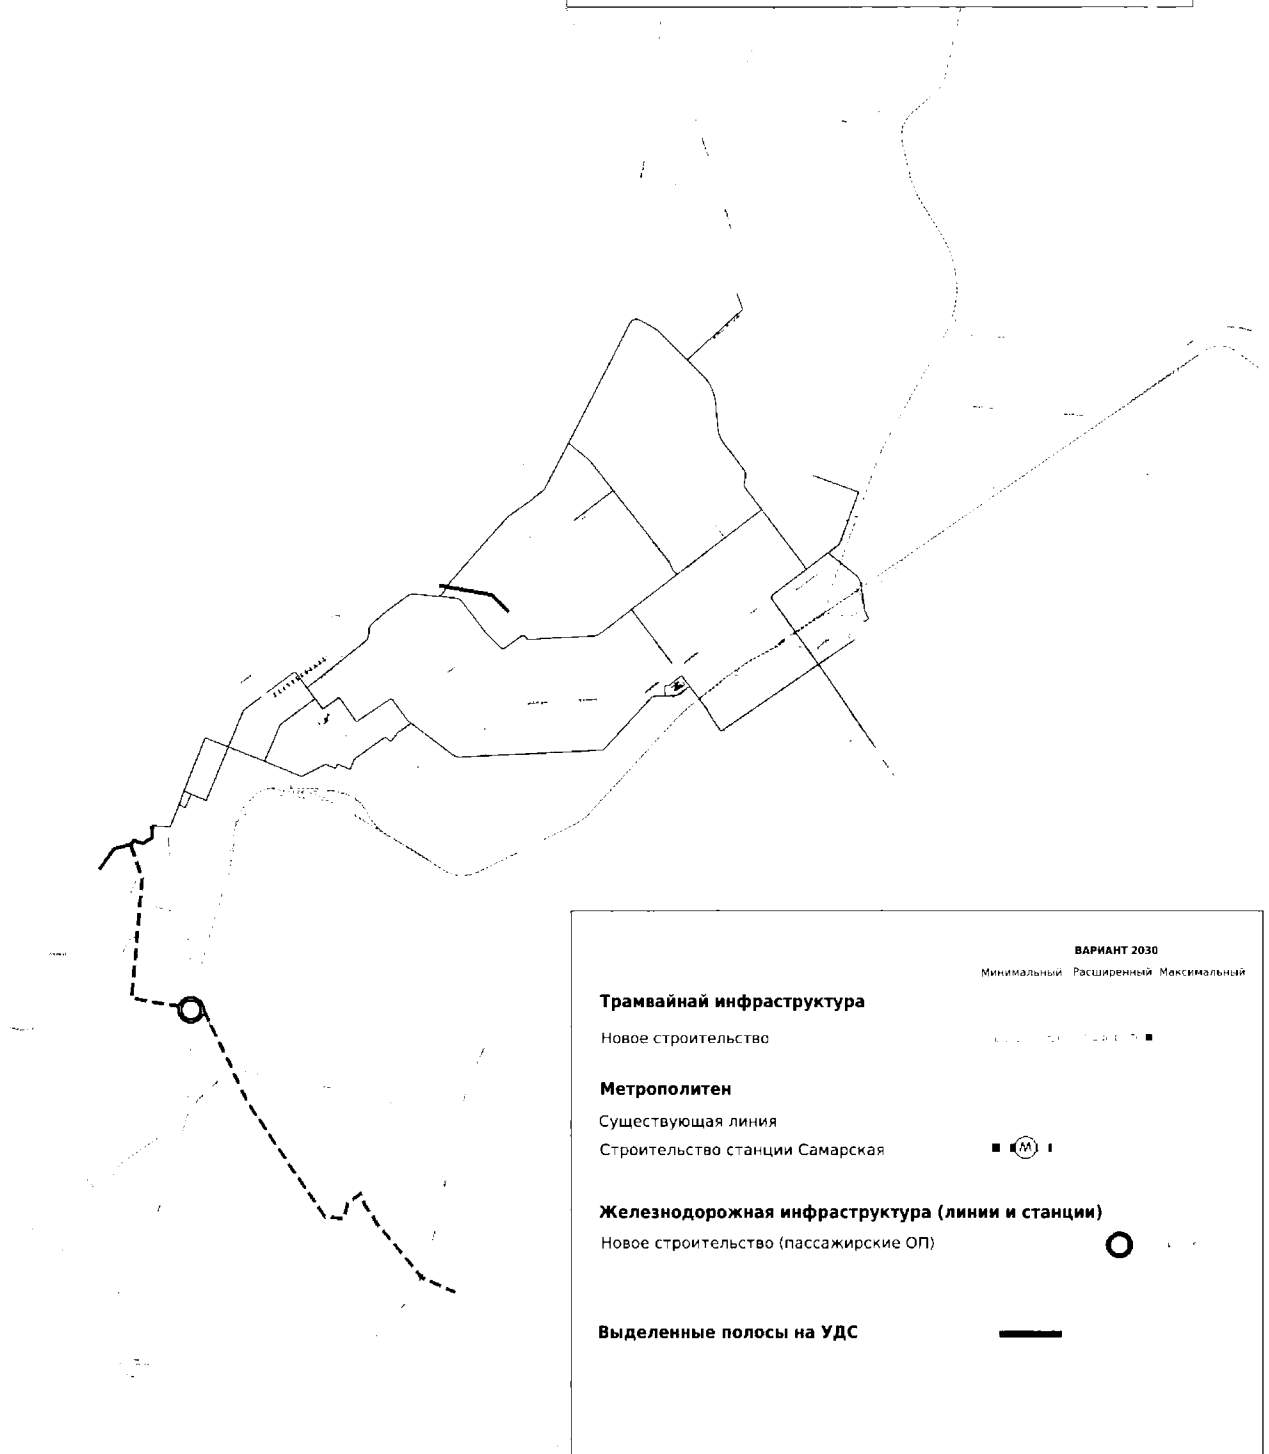 ВАРИАНТ 2030
Минимальный Расширенный Максимальный
Трамвайнай инфраструктура
Новое строительство
Метрополитен
Существующая линия
Строительство станции Самарская
М
Железнодорожная инфраструктура (линии и станции)
Новое строительство (пассажирские ОП)
Выделенные полосы на УДС